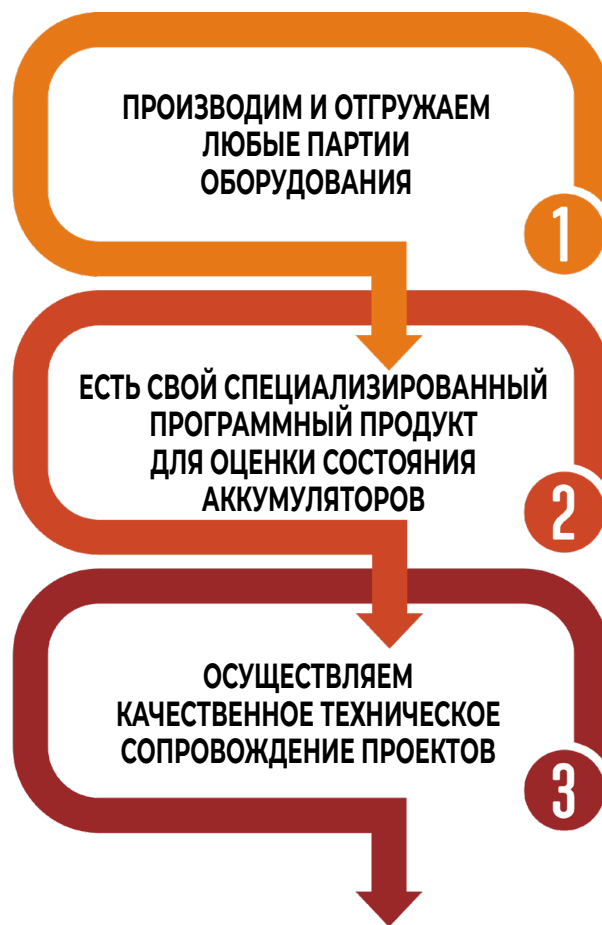 ПРОИЗВОДИМ И ОТГРУЖАЕМ
ЛЮБЫЕ ПАРТИИ
ОБОРУДОВАНИЯ
1
ЕСТЬ СВОЙ СПЕЦИАЛИЗИРОВАННЫЙ
ПРОГРАММНЫЙ ПРОДУКТ
ДЛЯ ОЦЕНКИ СОСТОЯНИЯ
АККУМУЛЯТОРОВ
2
ОСУЩЕСТВЛЯЕМ
КАЧЕСТВЕННОЕ ТЕХНИЧЕСКОЕ
СОПРОВОЖДЕНИЕ ПРОЕКТОВ
3